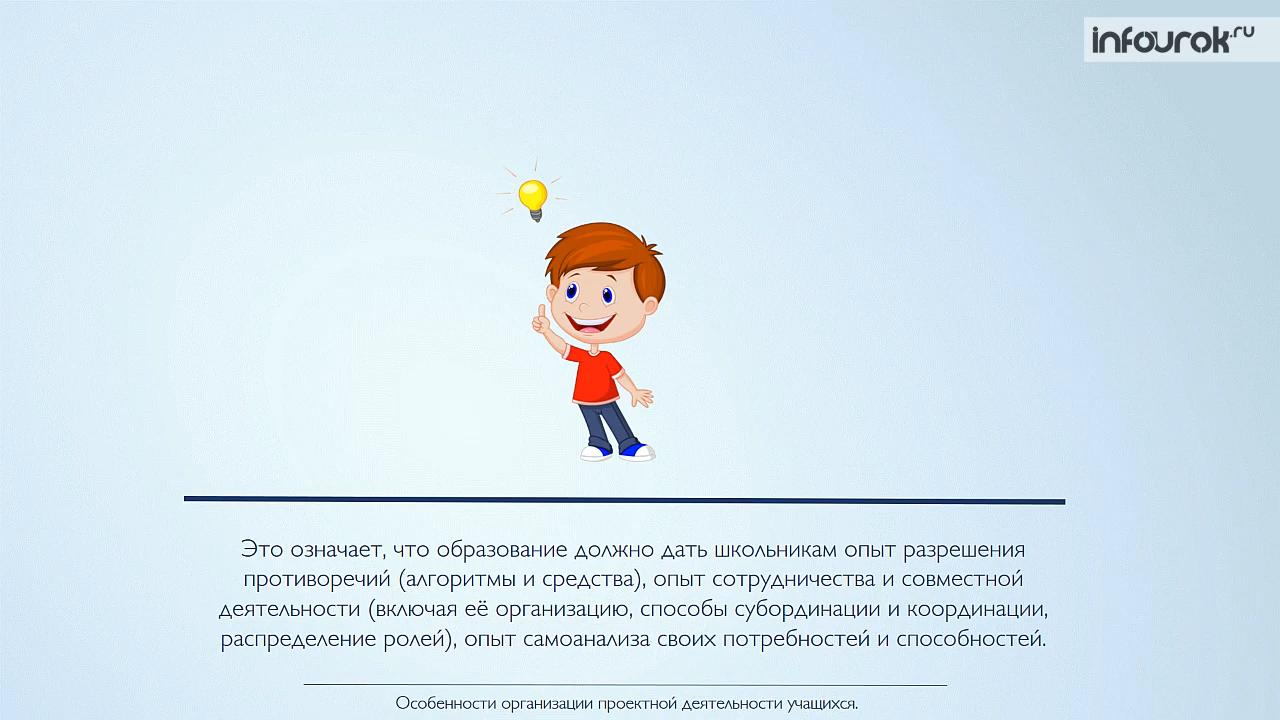 infourok.ru
Это означает, что образование должно дать школьникам опыт разрешения
противоречий (алгоритмы и средства), опыт сотрудничества и совместной
деятельности (включая её организацию, способы субординации и координации,
распределение ролей), опыт самоанализа своих потребностей и способностей.
Особенности организации проектной деятельности учащихся.